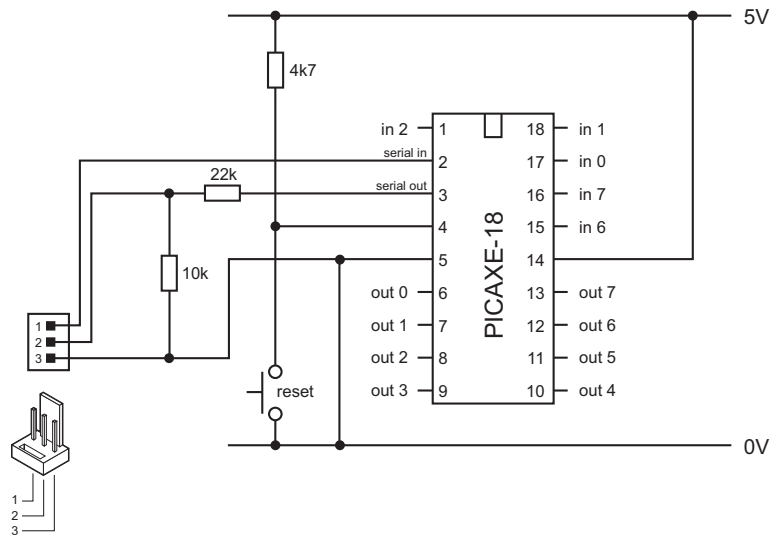 5V
4k7
in 2 1 18 in 1
serial in 2 17 in 0
22k serial out 3 16 in 7
4 15 in 6
10k 5 14
out 0 6 13 out 7
out 1 7 12 out 6
out 2 8 11 out 5
out 3 9 10 out 4
PICAXE-18
1
2
3
reset
0V
1
2
3